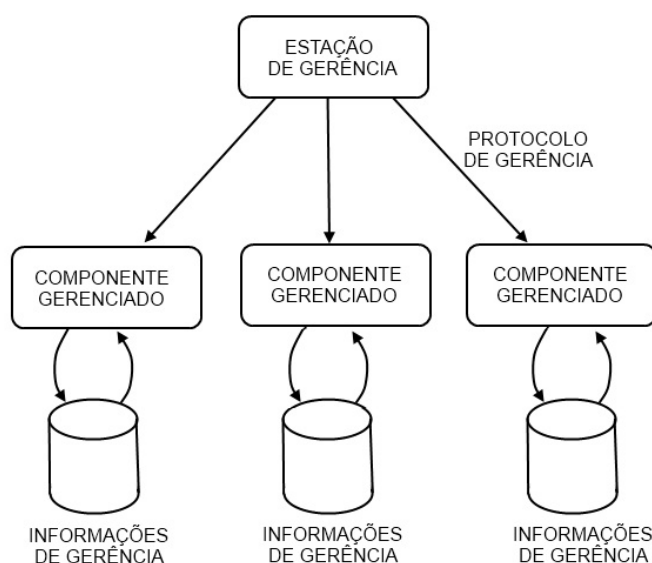 ESTAÇÃO
DE GERÊNCIA
PROTOCOLO
DE GERÊNCIA
COMPONENTE
GERENCIADO
COMPONENTE
GERENCIADO
COMPONENTE
GERENCIADO
INFORMAÇÕES
DE GERÊNCIA
INFORMAÇÕES
DE GERÊNCIA
INFORMAÇÕES
DE GERÊNCIA